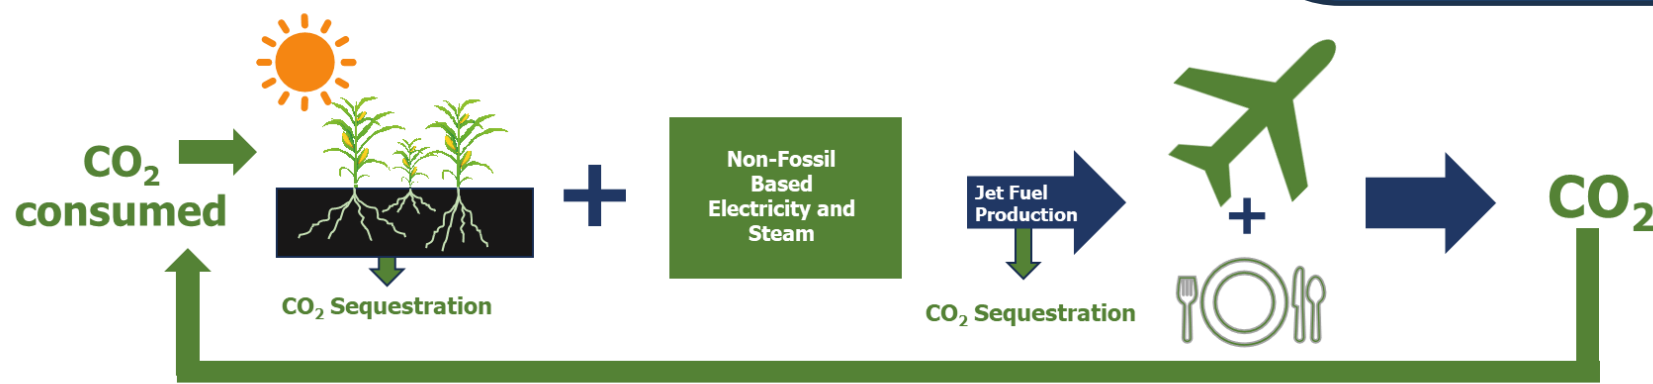 CO₂
consumed
CO₂ Sequestration
Non-Fossil
Based
Electricity and
Steam
Jet Fuel
Production
CO₂ Sequestration
CO₂